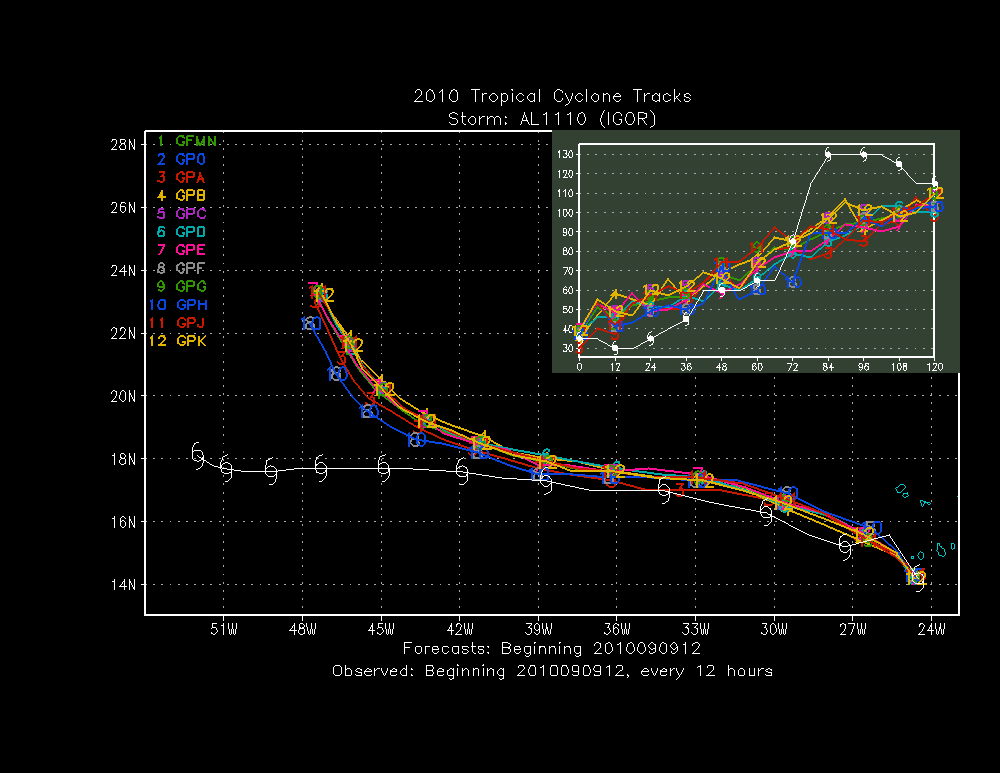 2010 Tropical Cyclone Tracks
Storm: AL1110 (IGOR)
1 GFMN
2 GPO
3 GPA
4 GPB
5 GPC
6 GPD
7 GPE
8 GPF
9 GPG
10 GPH
11 GPJ
12 GPK
28N
26N
24N
22N
20N
18N
16N
14N
130
120
110
100
90
80
70
60
50
40
30
0 12 24 36 48 60 72 84 96 108 120
51W 48W 45W 42W 39W 36W 33W 30W 27W 24W
Forecasts: Beginning 2010090912
Observed: Beginning 2010090912, every 12 hours